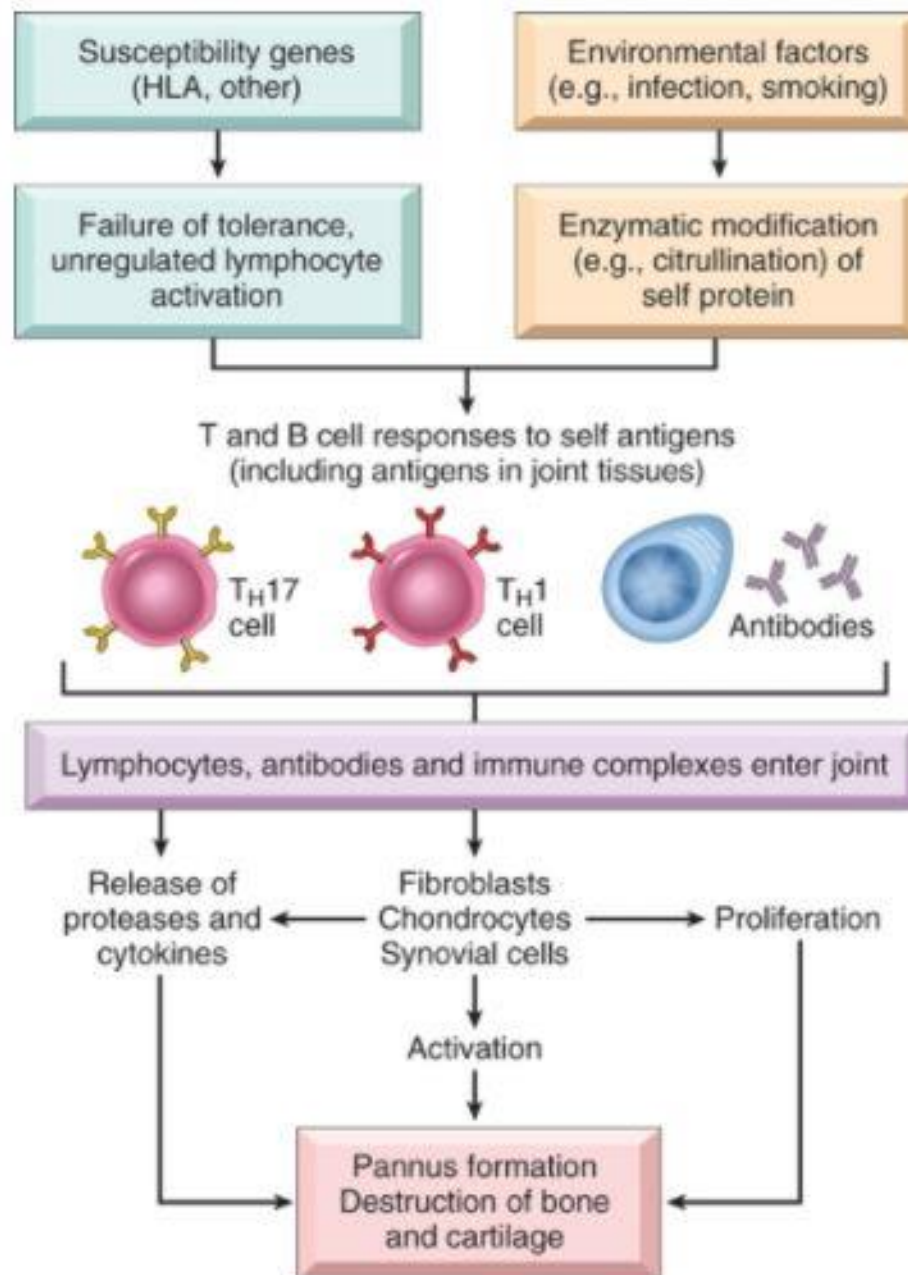 Susceptibility genes
(HLA, other)
Environmental factors
(e.g., infection, smoking)
Failure of tolerance,
unregulated lymphocyte
activation
Enzymatic modification
(e.g., citrullination) of
self protein
T and B cell responses to self antigens
(including antigens in joint tissues)
TH17
cell
TH1
cell
Antibodies
Lymphocytes, antibodies and immune complexes enter joint
Release of
proteases and
cytokines
Fibroblasts
Chondrocytes
Synovial cells
Proliferation
Activation
Pannus formation
Destruction of bone
and cartilage